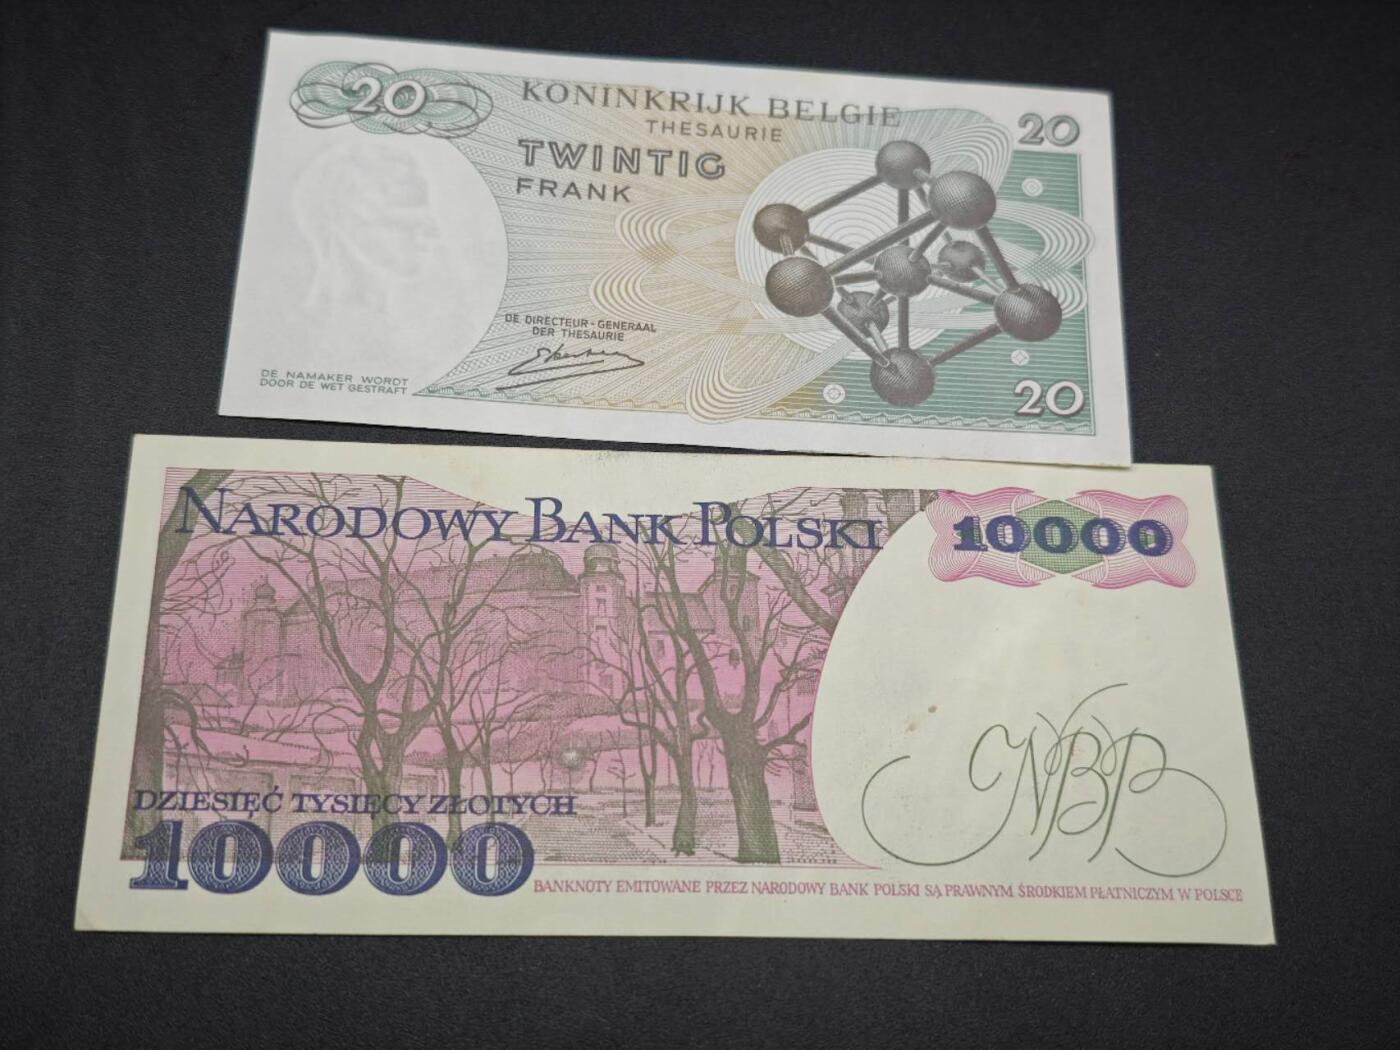 20
KONINKRIJK BELGIE
THESAURIE
TWINTIG
FRANK
20
DE DIRECTEUR-GENERAAL
DER THESAURIE
DE NAMAKER WORDT
DOOR DE WET GESTRAFT
20
NARODOWY BANK POLSKI
10000
NBP
DZIESIĘĆ TYSIĘCY ZŁOTYCH
10000
BANKNOTY EMITOWANE PRZEZ NARODOWY BANK POLSKI SĄ PRAWNYM ŚRODKIEM PŁATNICZYM W POLSCE